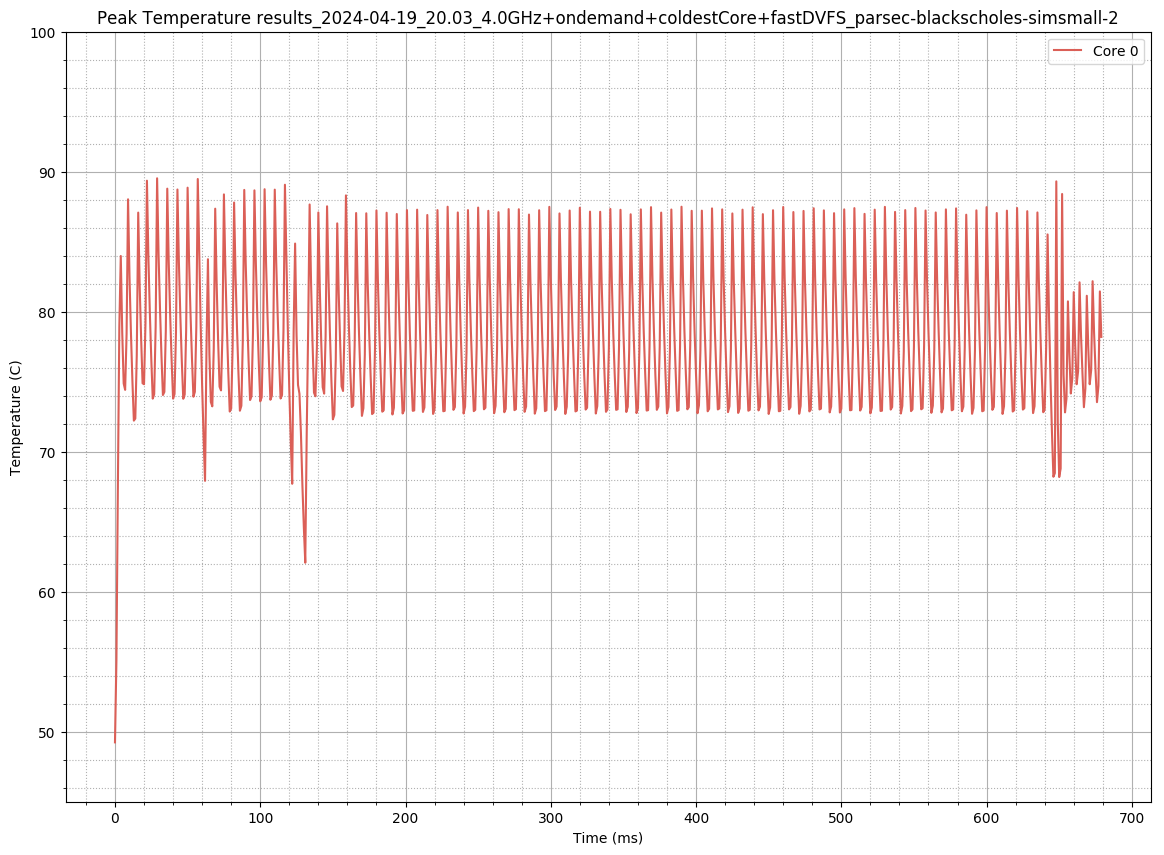 Peak Temperature results_2024-04-19_20.03_4.0GHz+ondemand+coldestCore+fastDVFS_parsec-blackscholes-simsmall-2
Core 0
Temperature (C)
100
90
80
70
60
50
0 100 200 300 400 500 600 700
Time (ms)